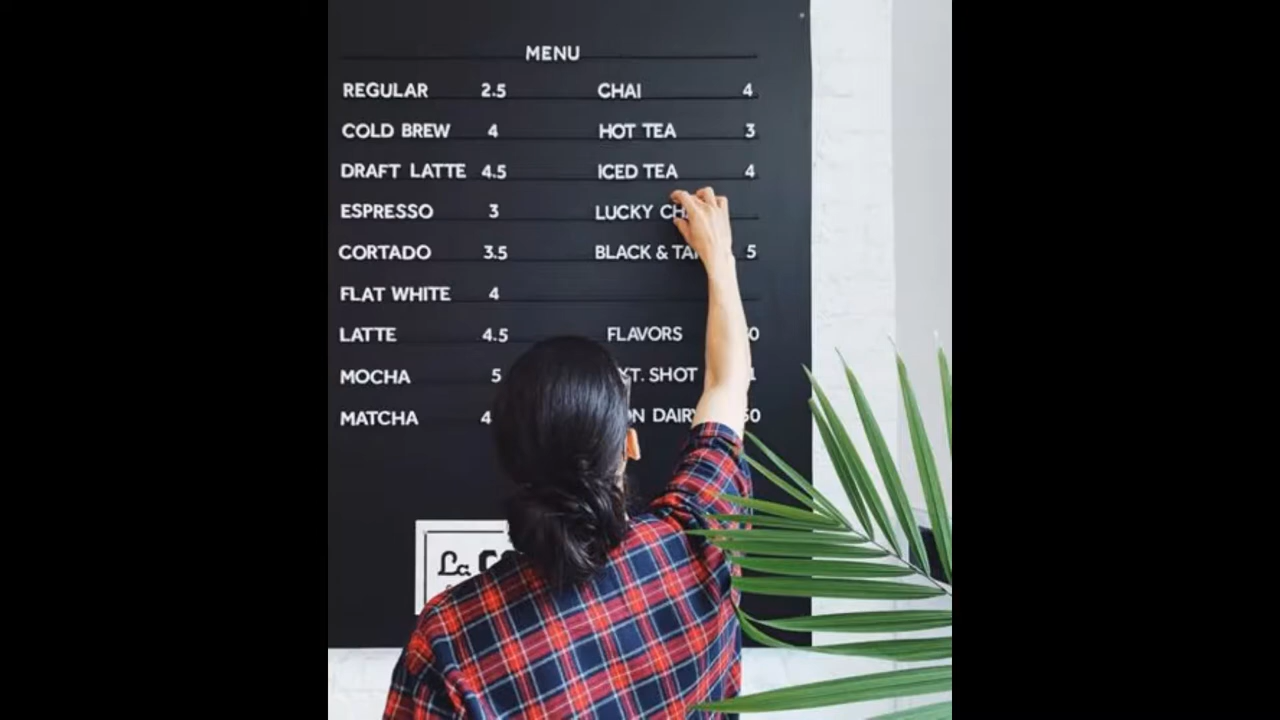 MENU
REGULAR 2.5 CHAI 4
COLD BREW 4 HOT TEA 3
DRAFT LATTE 4.5 ICED TEA 4
ESPRESSO 3 LUCKY
CORTADO 3.5 BLACK & 5
FLAT WHITE 4
LATTE 4.5 FLAVORS
MOCHA 5 SHOT
MATCHA DAIRY
La